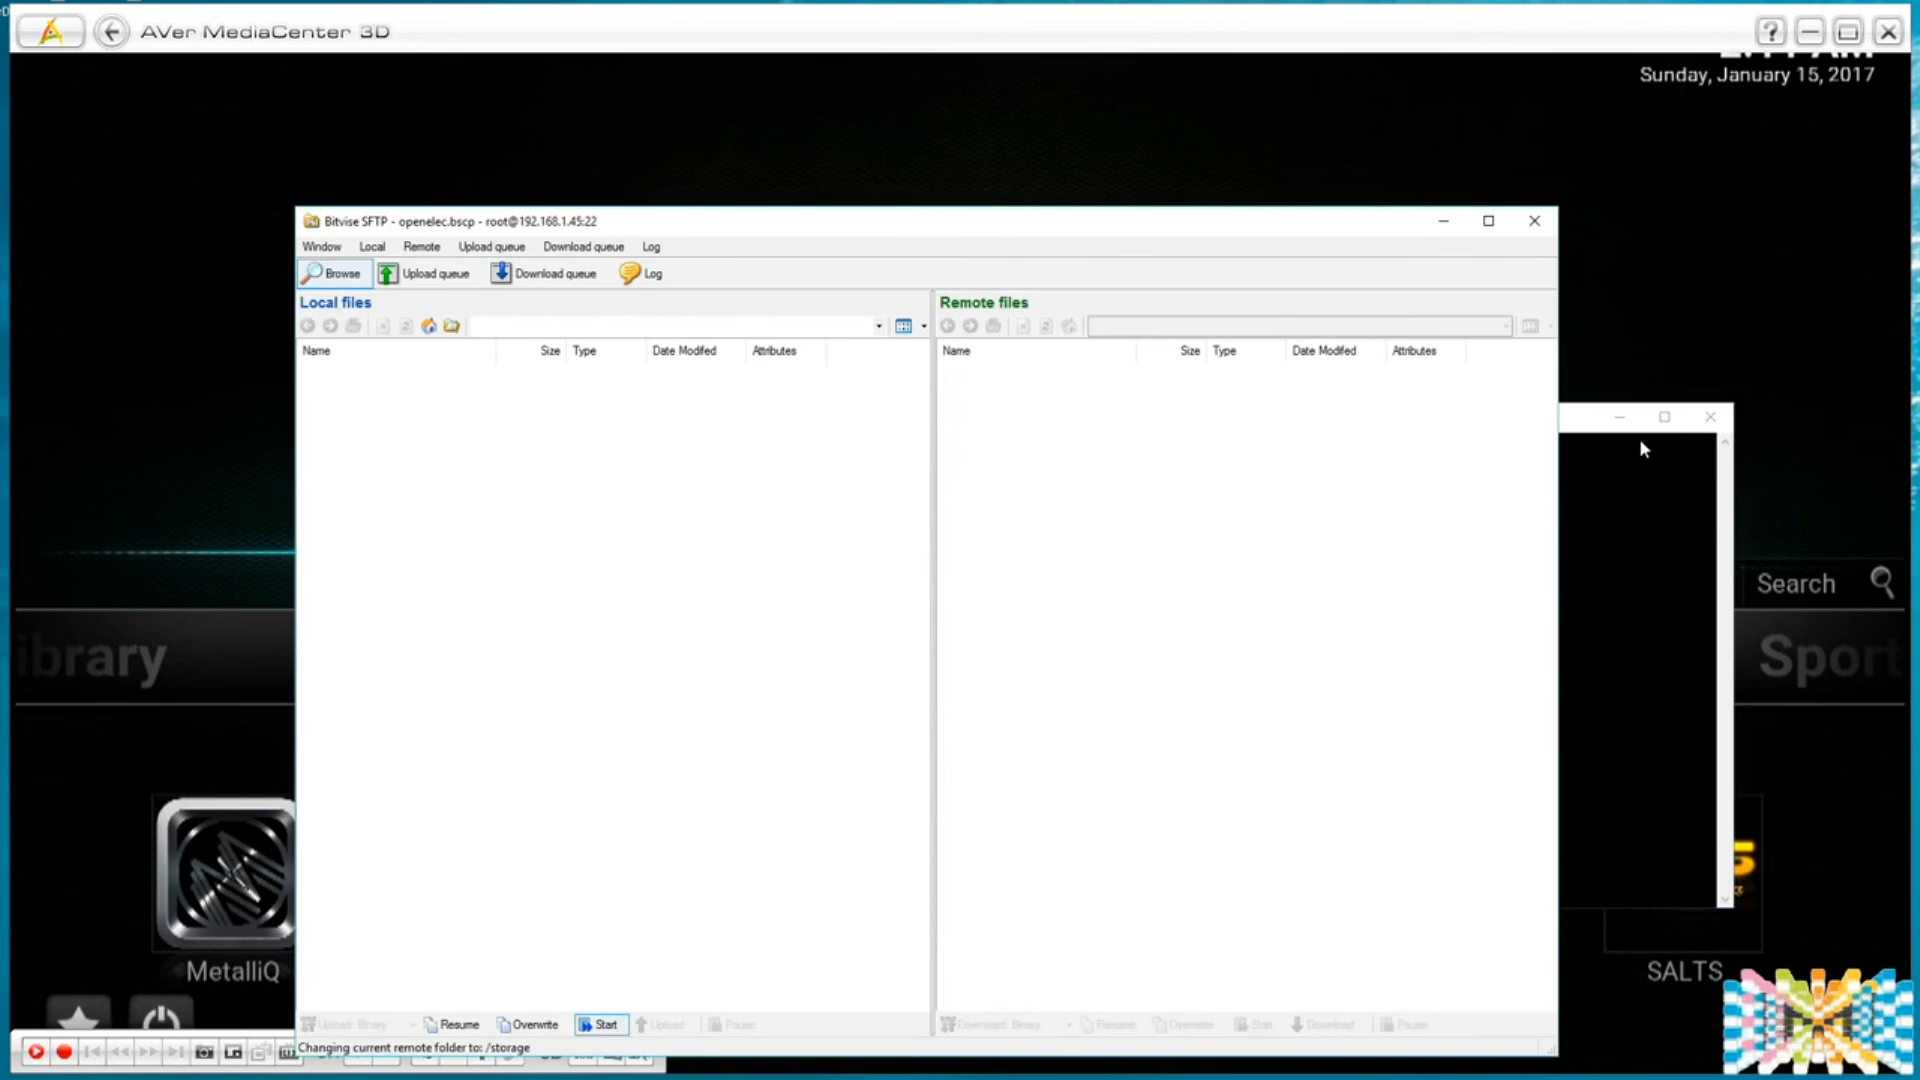 AVer MediaCenter 3D
Sunday, January 15, 2017
Bitvise SFTP - openelec.bscp - root@192.168.1.45:22
Window Local Remote Upload queue Download queue Log
Browse Upload queue Download queue Log
Local files
Remote files
Name Size Type Date Modified Attributes
Name Size Type Date Modified Attributes
Search
ibrary
Sport
MetalliQ
SALTS
Upload: Binary Resume Overwrite Start Upload Pause
Download: Binary Resume Overwrite Start Download Pause
Changing current remote folder to: /storage